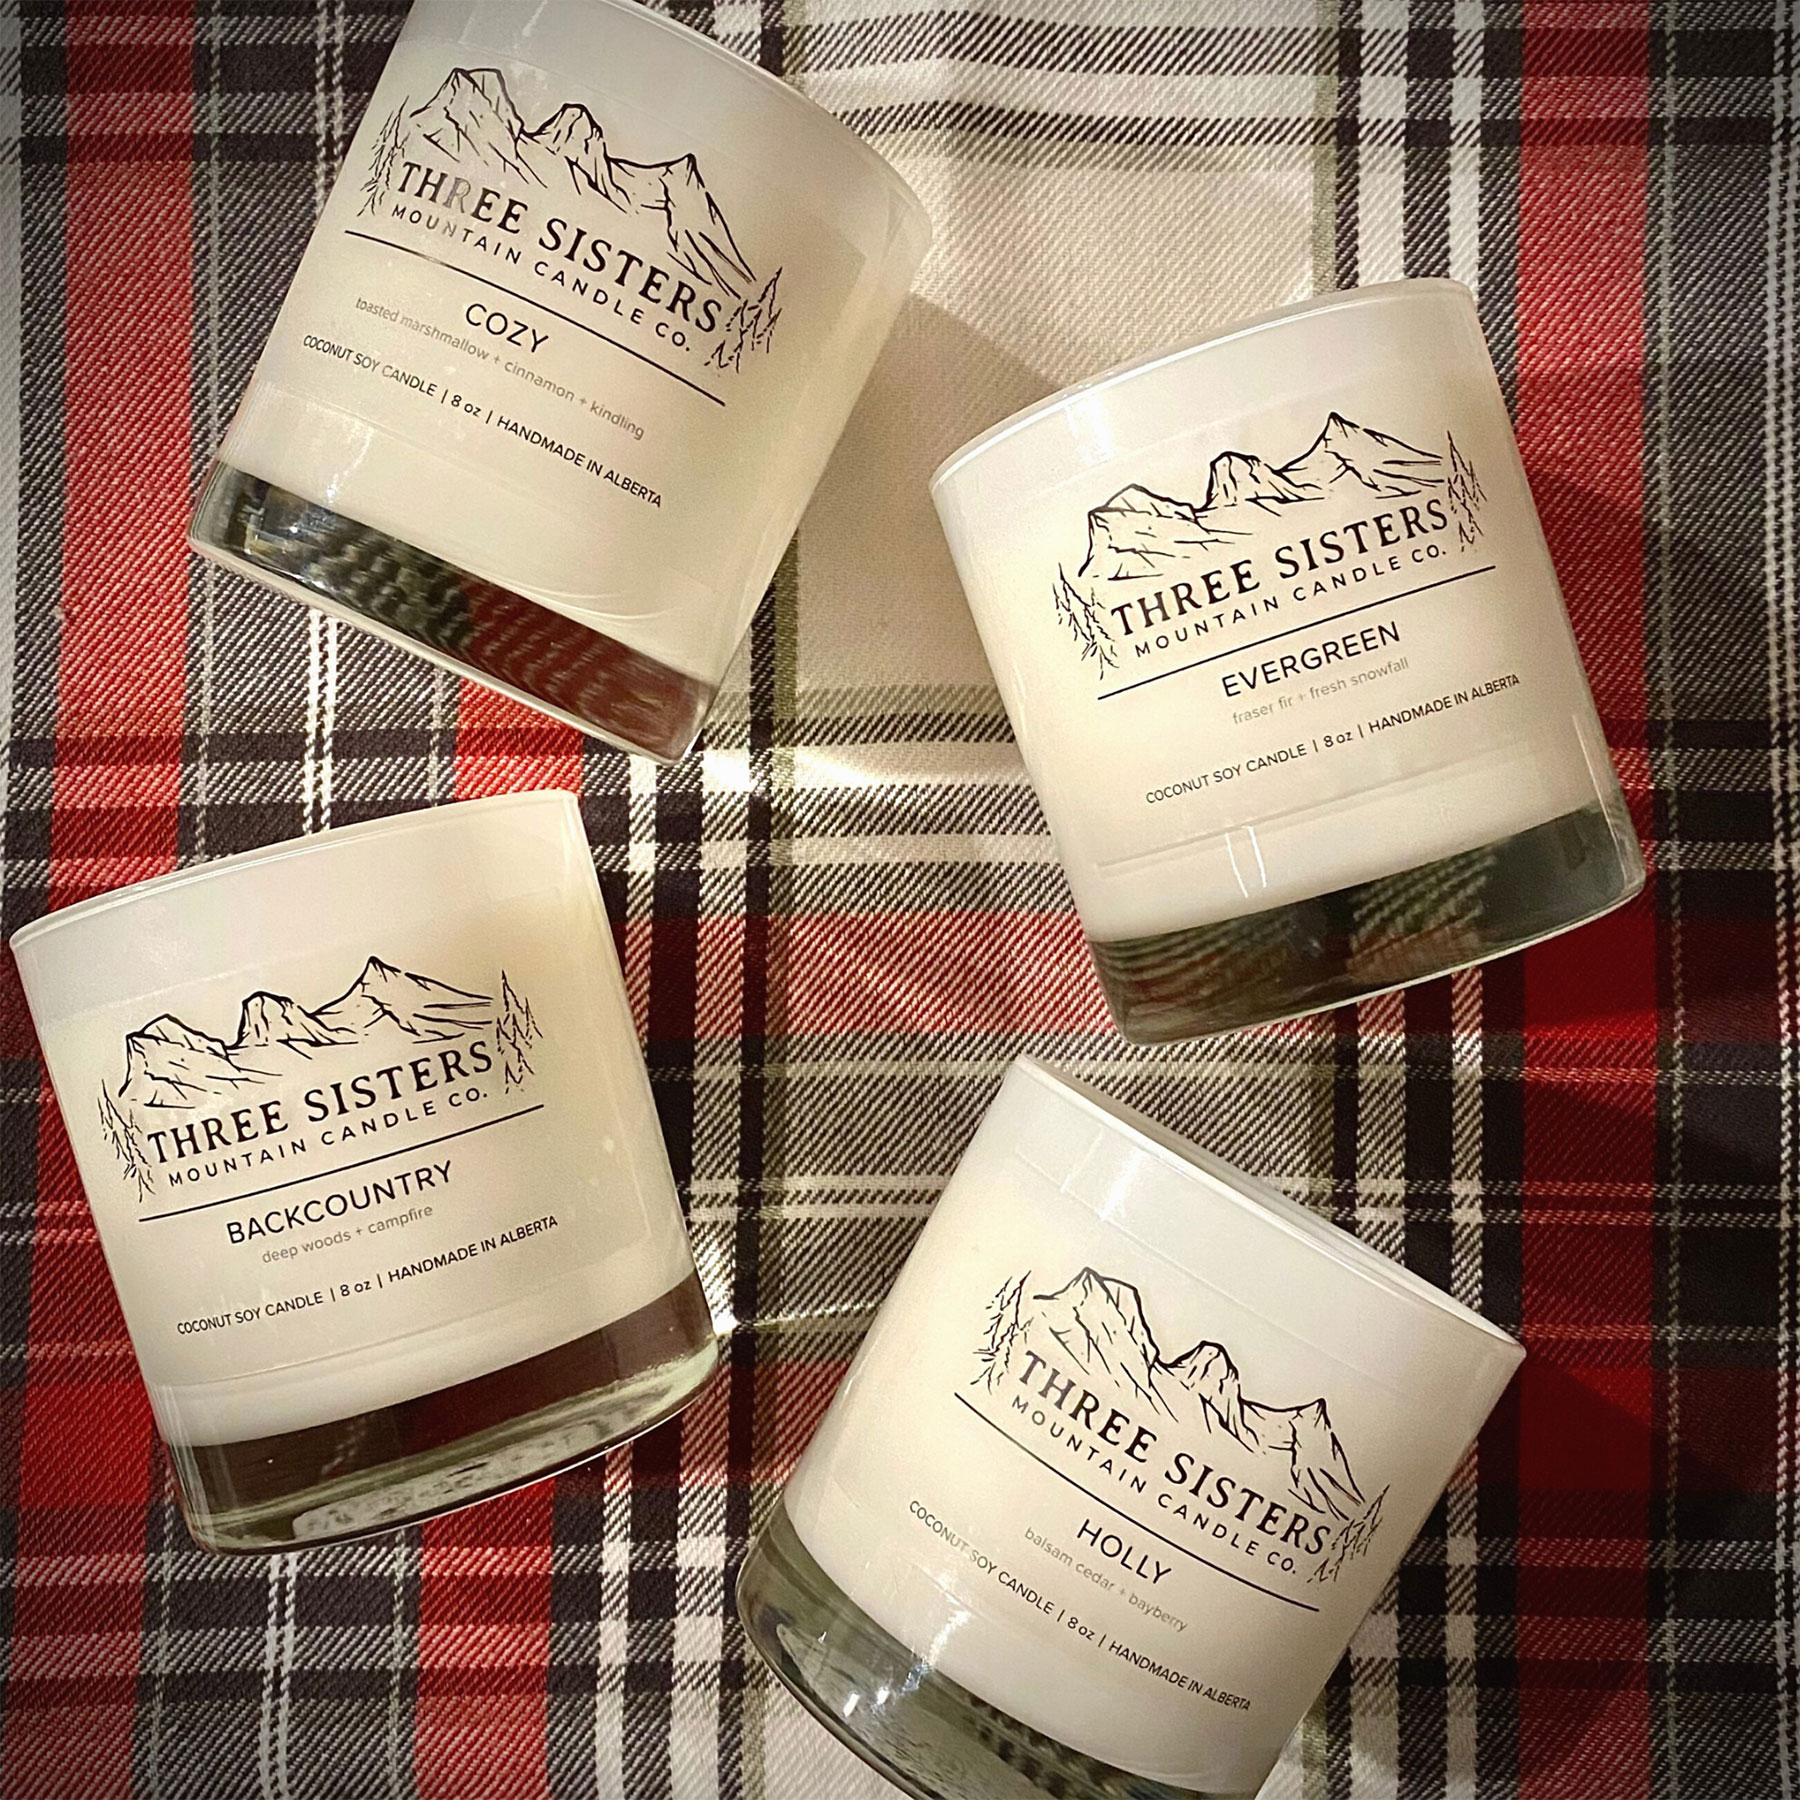 THREE SISTERS
MOUNTAIN CANDLE CO.
COZY
toasted marshmallow + cinnamon + kindling
COCONUT SOY CANDLE | 8 oz | HANDMADE IN ALBERTA
THREE SISTERS
MOUNTAIN CANDLE CO.
EVERGREEN
fraser fir + fresh snowfall
COCONUT SOY CANDLE | 8 oz | HANDMADE IN ALBERTA
THREE SISTERS
MOUNTAIN CANDLE CO.
BACKCOUNTRY
deep woods + campfire
COCONUT SOY CANDLE | 8 oz | HANDMADE IN ALBERTA
THREE SISTERS
MOUNTAIN CANDLE CO.
HOLLY
balsam cedar + bayberry
COCONUT SOY CANDLE | 8 oz | HANDMADE IN ALBERTA